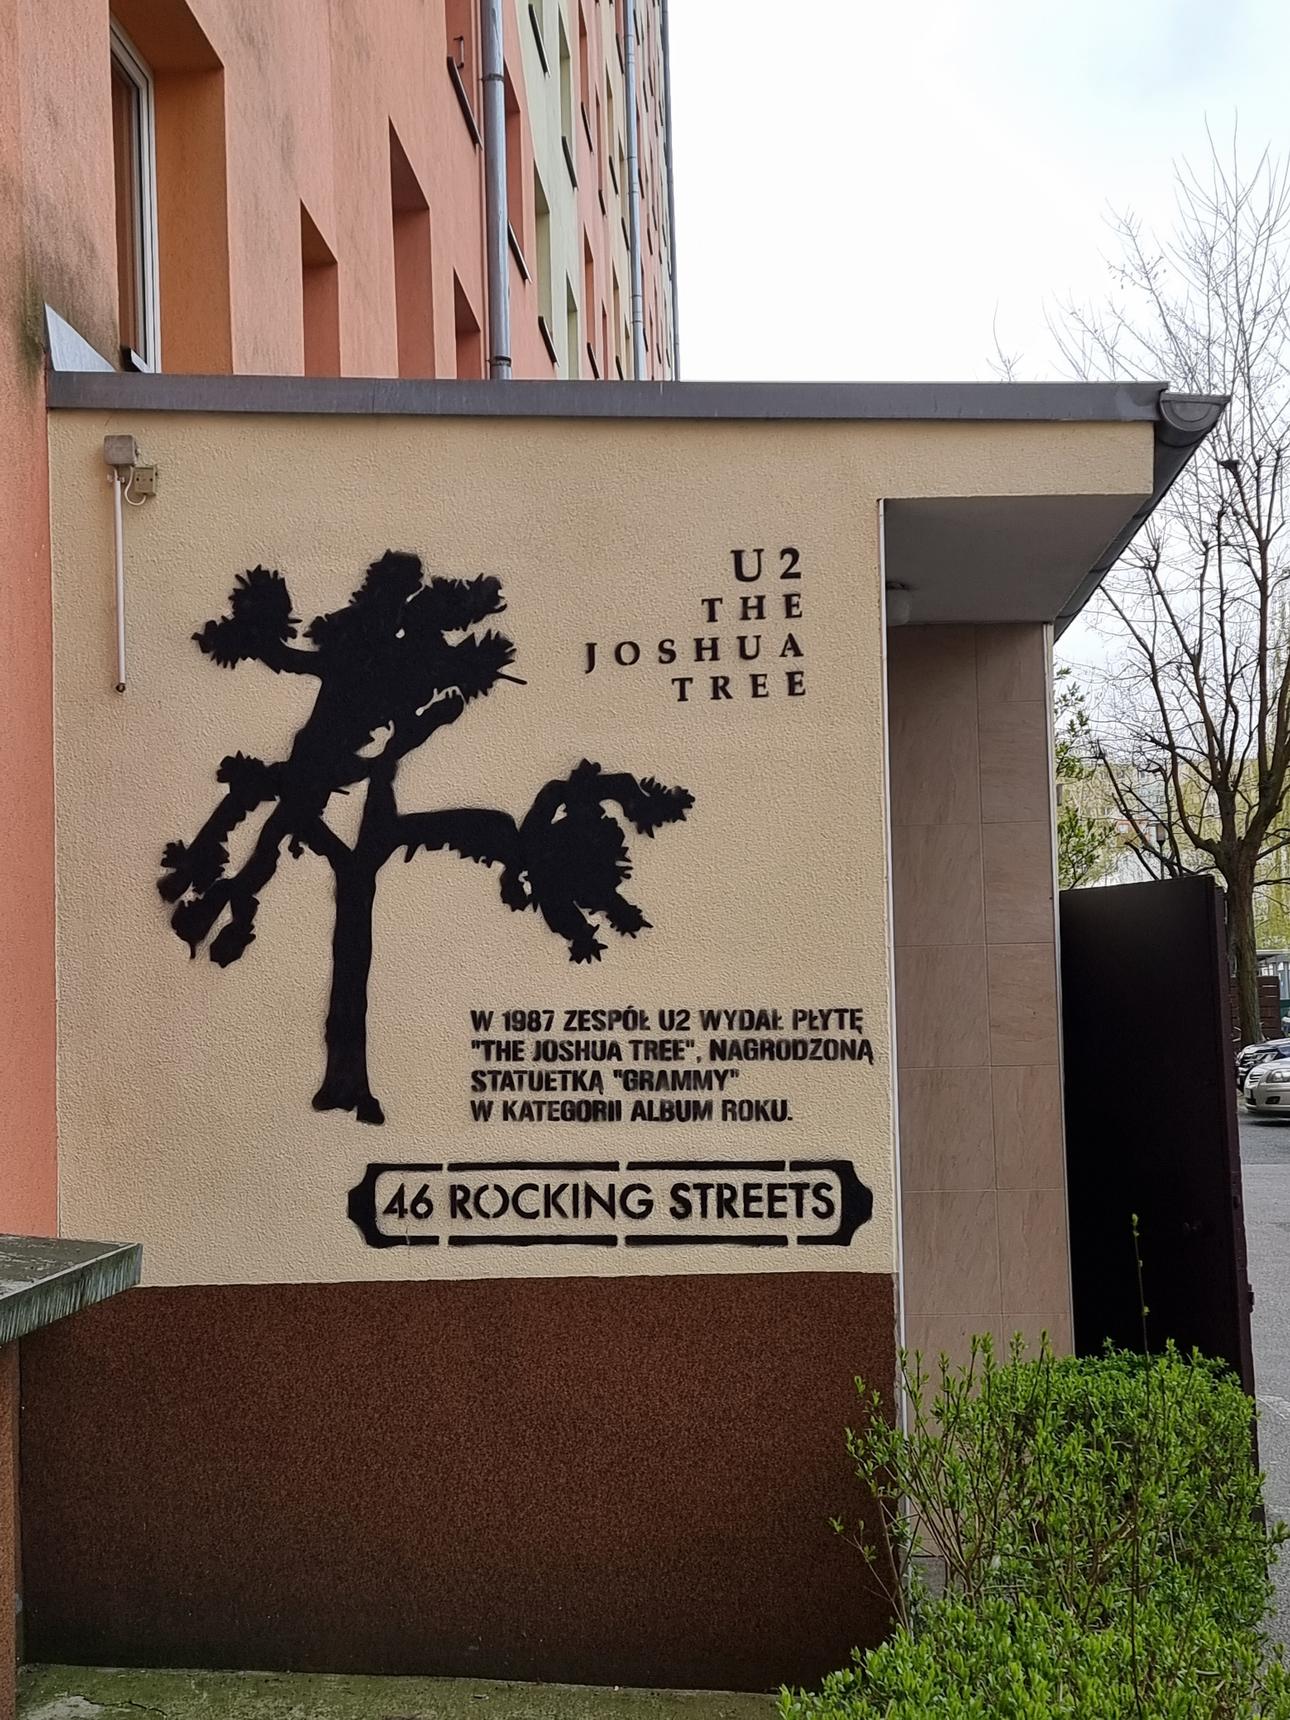 U2
THE
JOSHUA
TREE
W 1987 ZESPÓŁ U2 WYDAŁ PŁYTĘ
"THE JOSHUA TREE", NAGRODZONĄ
STATUETKĄ "GRAMMY"
W KATEGORII ALBUM ROKU.
46 ROCKING STREETS